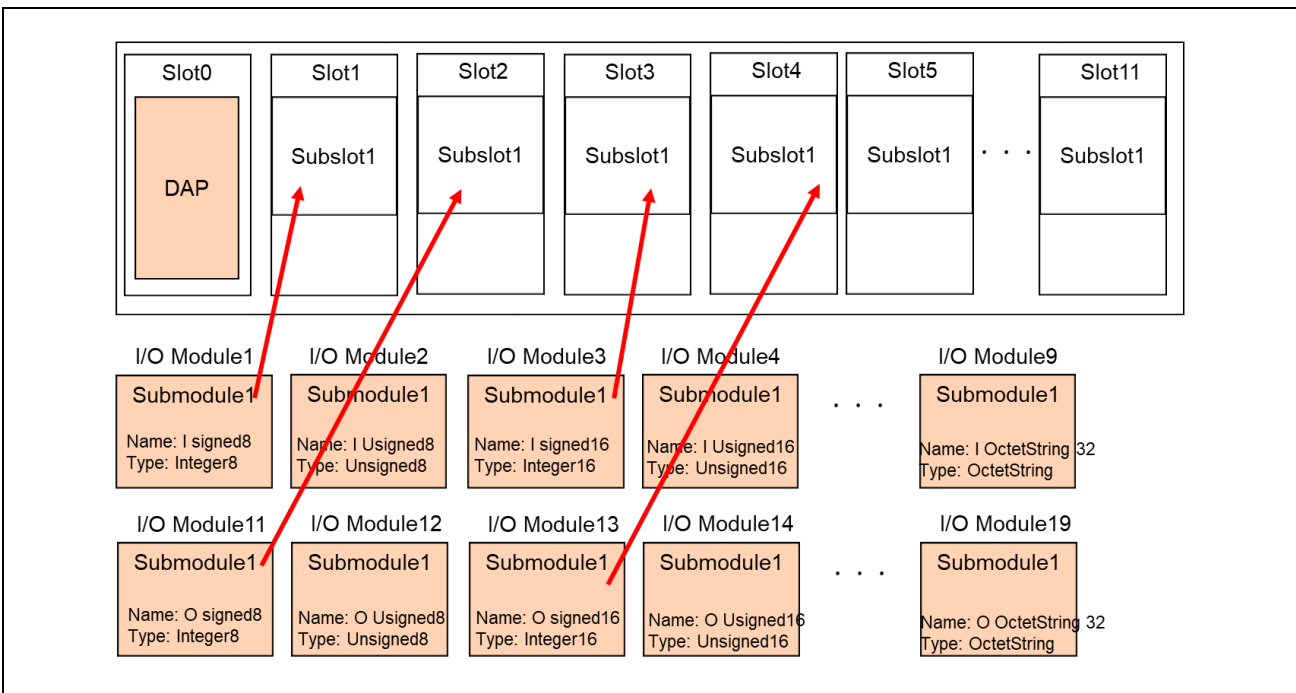 Slot0
Slot1
Slot2
Slot3
Slot4
Slot5
Slot11
DAP
Subslot1
Subslot1
Subslot1
Subslot1
Subslot1
. . .
Subslot1
I/O Module1
I/O Module2
I/O Module3
I/O Module4
I/O Module9
Submodule1
Name: I signed8
Type: Integer8
Submodule1
Name: I Usigned8
Type: Unsigned8
Submodule1
Name: I signed16
Type: Integer16
Submodule1
Name: I Usigned16
Type: Unsigned16
. . .
Submodule1
Name: I OctetString 32
Type: OctetString
I/O Module11
I/O Module12
I/O Module13
I/O Module14
I/O Module19
Submodule1
Name: O signed8
Type: Integer8
Submodule1
Name: O Usigned8
Type: Unsigned8
Submodule1
Name: O signed16
Type: Integer16
Submodule1
Name: O Usigned16
Type: Unsigned16
. . .
Submodule1
Name: O OctetString 32
Type: OctetString